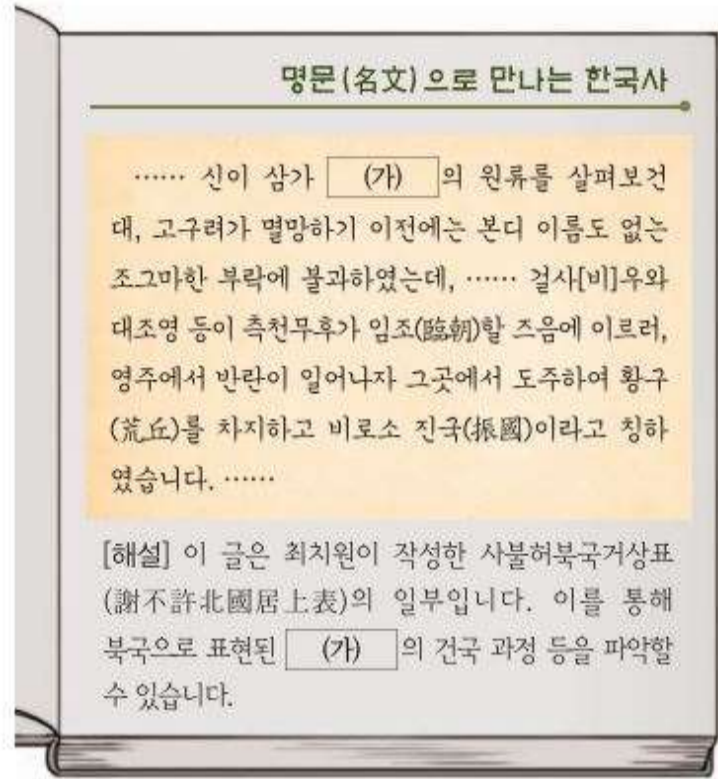 명문(名文)으로 만나는 한국사
…… 신이 삼가 (가) 의 원류를 살펴보건
대, 고구려가 멸망하기 이전에는 본디 이름도 없는
조그마한 부락에 불과하였는데, …… 걸사[비]우와
대조영 등이 측천무후가 임조(臨朝)할 즈음에 이르러,
영주에서 반란이 일어나자 그곳에서 도주하여 황구
(荒丘)를 차지하고 비로소 진국(振國)이라고 칭하
였습니다. ……
[해설] 이 글은 최치원이 작성한 사불허북국거상표
(謝不許北國居上表)의 일부입니다. 이를 통해
북국으로 표현된 (가) 의 건국 과정 등을 파악할
수 있습니다.